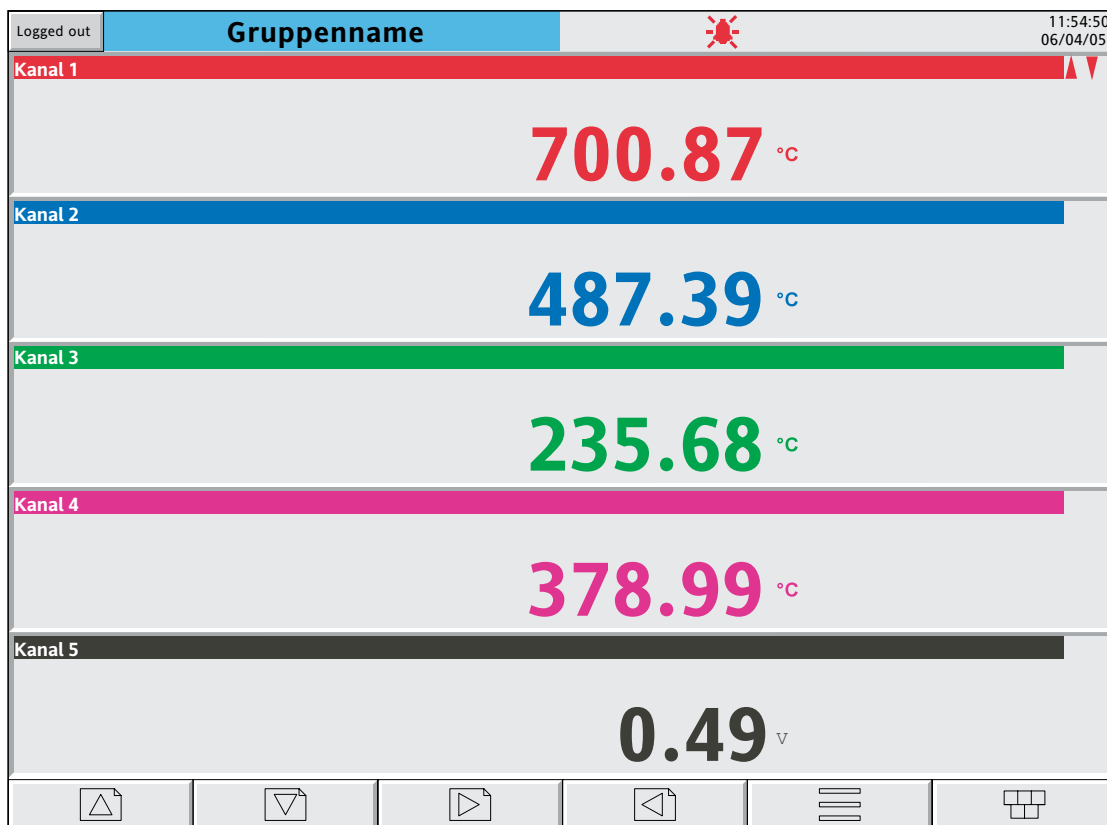 Logged out
Gruppenname
11:54:50
06/04/05
Kanal 1
700.87 °C
Kanal 2
487.39 °C
Kanal 3
235.68 °C
Kanal 4
378.99 °C
Kanal 5
0.49 V